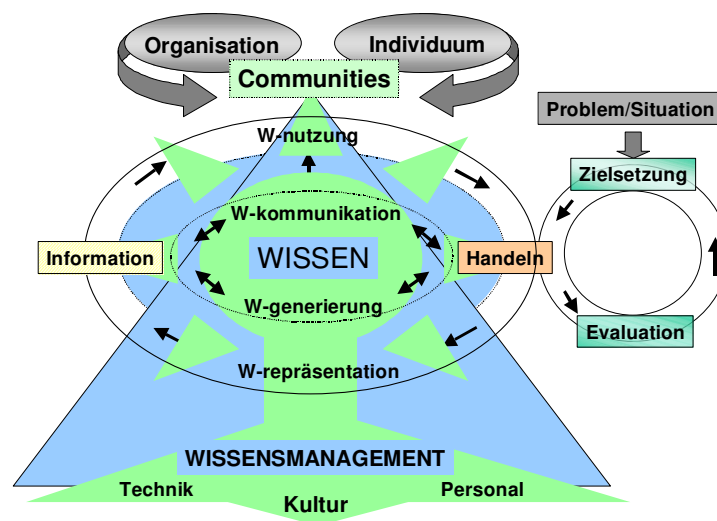 Organisation
Individuum
Communities
Problem/Situation
W-nutzung
Zielsetzung
W-kommunikation
Information
WISSEN
Handeln
W-generierung
Evaluation
W-repräsentation
WISSENSMANAGEMENT
Technik
Kultur
Personal